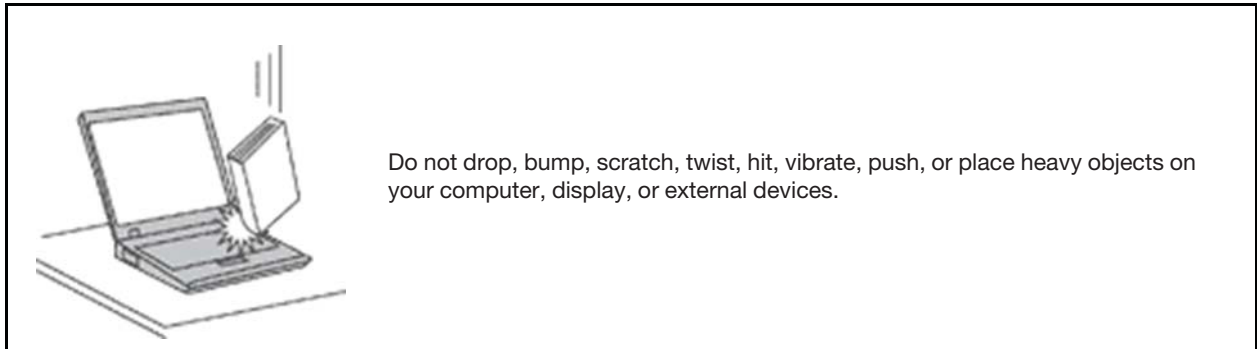 Do not drop, bump, scratch, twist, hit, vibrate, push, or place heavy objects on
your computer, display, or external devices.